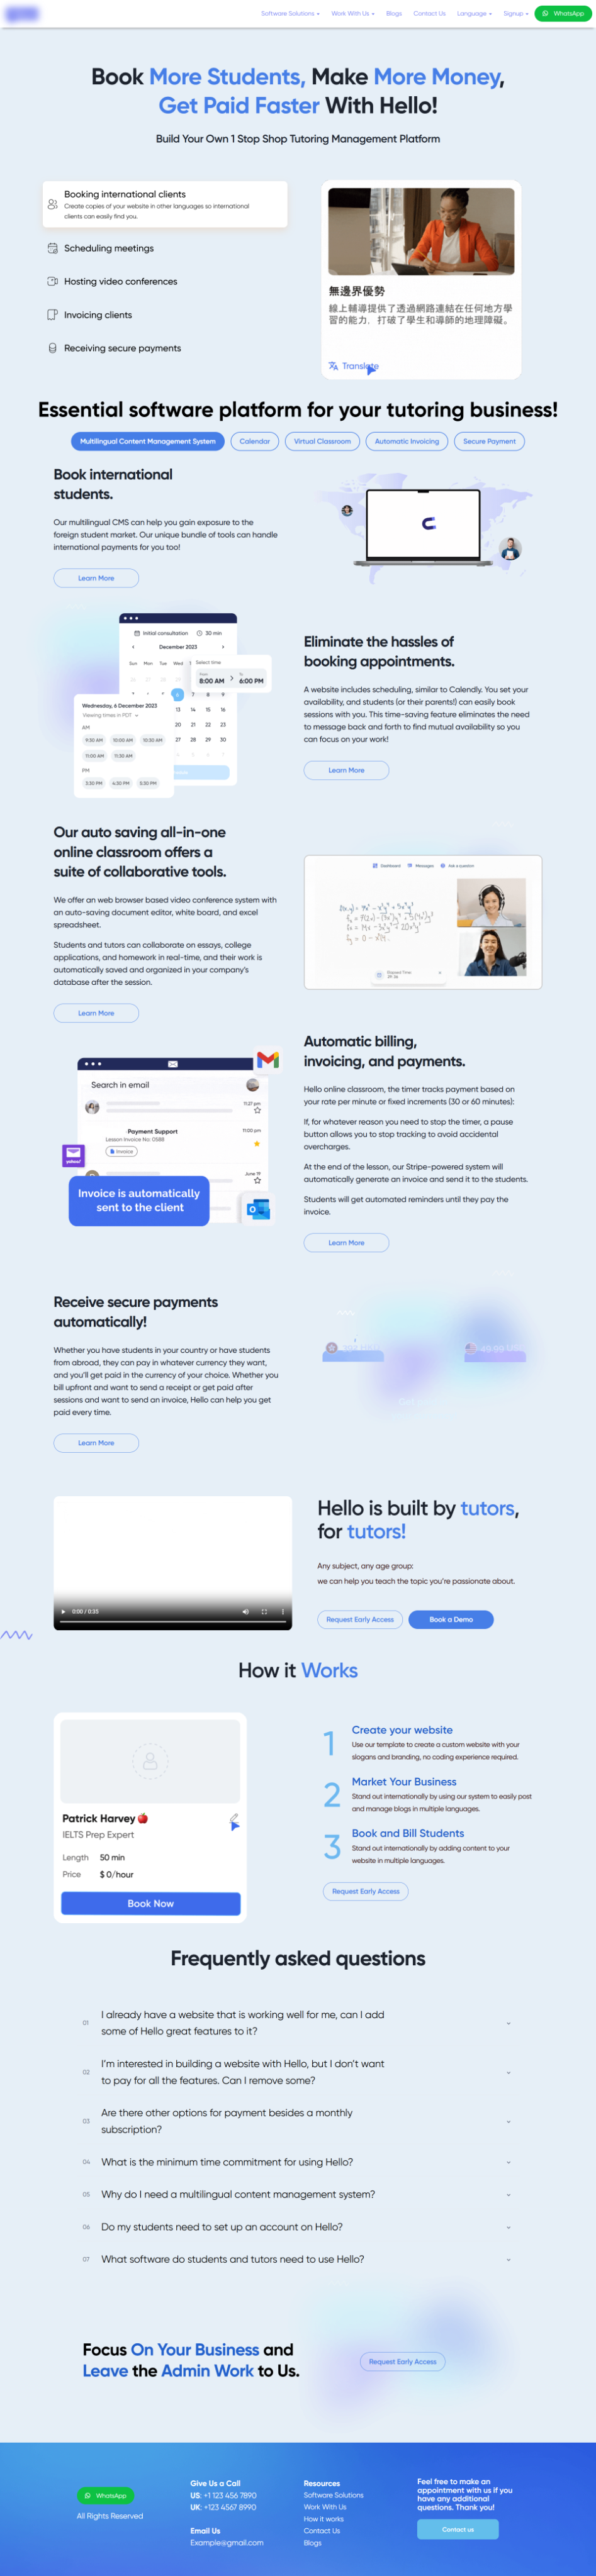 Software Solutions Work With Us Blogs Contact Us Language Signup WhatsApp
Book More Students, Make More Money,
Get Paid Faster With Hello!
Build Your Own 1 Stop Shop Tutoring Management Platform
Booking international clients
Create copies of your website in other languages so international
clients can easily find you.
Scheduling meetings
Hosting video conferences
Invoicing clients
Receiving secure payments
無邊界優勢
線上輔導提供了透過網路連結在任何地方學
習的能力，打破了學生和導師的地理障礙。
Translate
Essential software platform for your tutoring business!
Multilingual Content Management System Calendar Virtual Classroom Automatic Invoicing Secure Payment
Book international
students.
Our multilingual CMS can help you gain exposure to the
foreign student market. Our unique bundle of tools can handle
international payments for you too!
Learn More
Initial consultation 30 min
December 2023
Sun Mon Tue Wed
Select time
8:00 AM > 6:00 PM
7 8 9
13 14 15 16
20 21 22 23
27 28 29 30
Wednesday, 6 December 2023
Viewing times in PDT
AM
9:30 AM 10:00 AM 10:30 AM
11:00 AM 11:30 AM
PM
3:30 PM 4:30 PM 5:30 PM
Eliminate the hassles of
booking appointments.
A website includes scheduling, similar to Calendly. You set your
availability, and students (or their parents!) can easily book
sessions with you. This time-saving feature eliminates the need
to message back and forth to find mutual availability so you
can focus on your work!
Learn More
Our auto saving all-in-one
online classroom offers a
suite of collaborative tools.
We offer an web browser based video conference system with
an auto-saving document editor, white board, and excel
spreadsheet.
Students and tutors can collaborate on essays, college
applications, and homework in real-time, and their work is
automatically saved and organized in your company's
database after the session.
Learn More
Dashboard Messages Ask a question
Elapsed Time
Search in email
11:27 pm
Payment Support 11:00 pm
Lesson Invoice No: 0588
Invoice
June 19
yahoo!
Invoice is automatically
sent to the client
Automatic billing,
invoicing, and payments.
Hello online classroom, the timer tracks payment based on
your rate per minute or fixed increments (30 or 60 minutes):
If, for whatever reason you need to stop the timer, a pause
button allows you to stop tracking to avoid accidental
overcharges.
At the end of the lesson, our Stripe-powered system will
automatically generate an invoice and send it to the students.
Students will get automated reminders until they pay the
invoice.
Learn More
Receive secure payments
automatically!
Whether you have students in your country or have students
from abroad, they can pay in whatever currency they want,
and you'll get paid in the currency of your choice. Whether you
bill upfront and want to send a receipt or get paid after
sessions and want to send an invoice, Hello can help you get
paid every time.
Learn More
0:00 / 0:35
Hello is built by tutors,
for tutors!
Any subject, any age group:
we can help you teach the topic you're passionate about.
Request Early Access Book a Demo
How it Works
Patrick Harvey
IELTS Prep Expert
Length 50 min
Price $ 0/hour
Book Now
1 Create your website
Use our template to create a custom website with your
slogans and branding, no coding experience required.
2 Market Your Business
Stand out internationally by using our system to easily post
and manage blogs in multiple languages.
3 Book and Bill Students
Stand out internationally by adding content to your
website in multiple languages.
Request Early Access
Frequently asked questions
01 I already have a website that is working well for me, can I add
some of Hello great features to it?
02 I'm interested in building a website with Hello, but I don't want
to pay for all the features. Can I remove some?
03 Are there other options for payment besides a monthly
subscription?
04 What is the minimum time commitment for using Hello?
05 Why do I need a multilingual content management system?
06 Do my students need to set up an account on Hello?
07 What software do students and tutors need to use Hello?
Focus On Your Business and
Leave the Admin Work to Us.
Request Early Access
WhatsApp
All Rights Reserved
Give Us a Call
US: +1 123 456 7890
UK: +123 4567 8990
Email Us
Example@gmail.com
Resources
Software Solutions
Work With Us
How it works
Contact Us
Blogs
Feel free to make an
appointment with us if you
have any additional
questions. Thank you!
Contact us